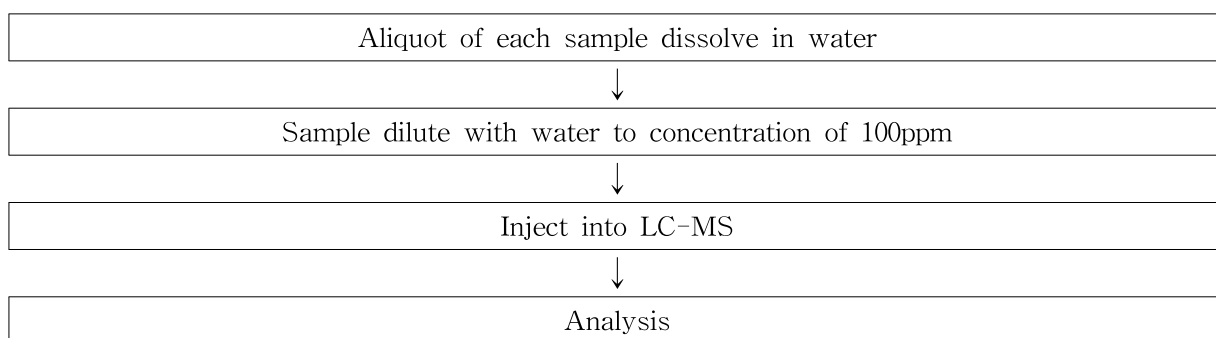 Aliquot of each sample dissolve in water
Sample dilute with water to concentration of 100ppm
Inject into LC-MS
Analysis